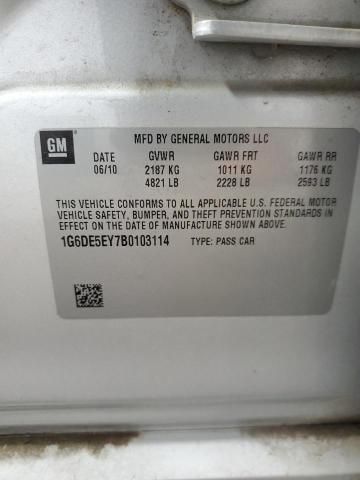 GM
MFD BY GENERAL MOTORS LLC
DATE GVWR GAWR FRT GAWR RR
06/10 2187 KG 1011 KG 1176 KG
4821 LB 2228 LB 2593 LB
THIS VEHICLE CONFORMS TO ALL APPLICABLE U.S. FEDERAL MOTOR
VEHICLE SAFETY, BUMPER, AND THEFT PREVENTION STANDARDS IN
EFFECT ON THE DATE OF MANUFACTURE SHOWN ABOVE.
1G6DE5EY7B0103114 TYPE: PASS CAR